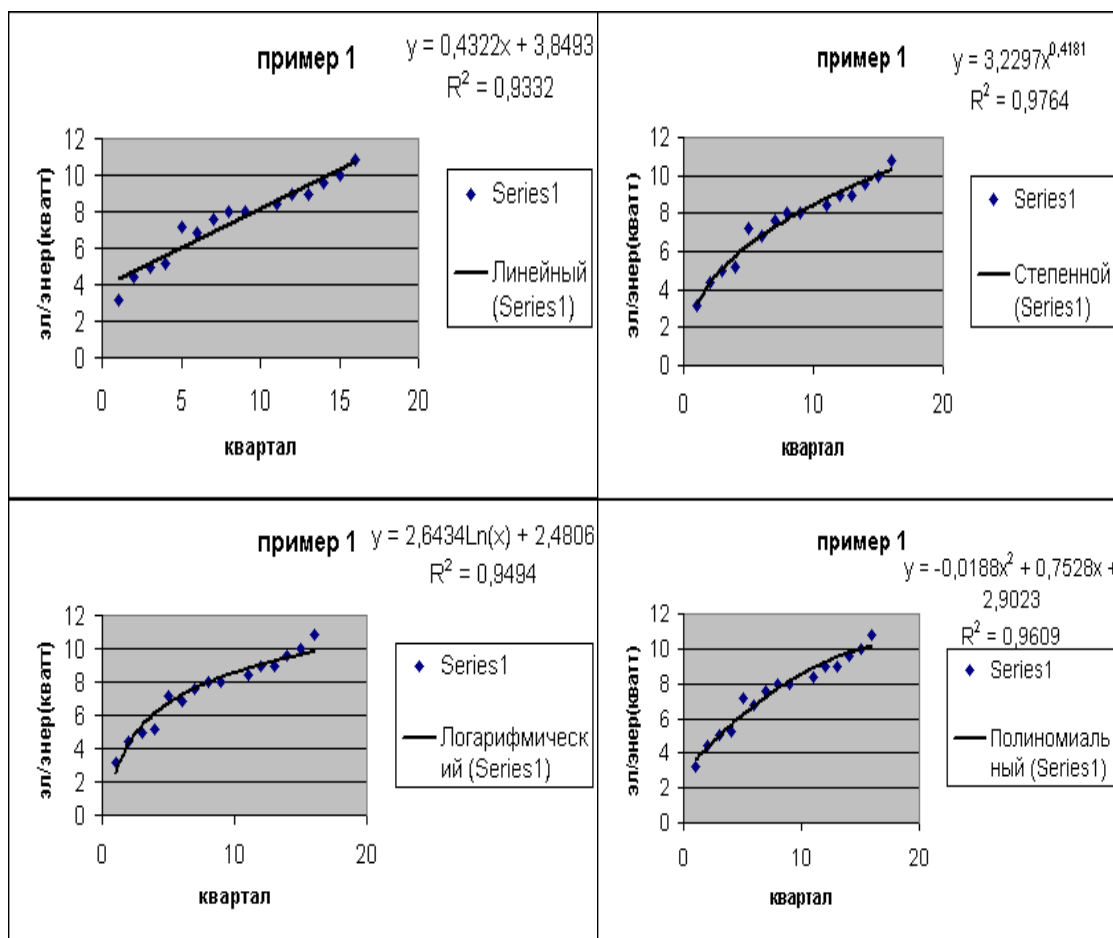 пример 1
y = 0,4322x + 3,8493
R² = 0,9332
эл/энер(кватт)
12
10
8
6
4
2
0
0 5 10 15 20
квартал
Series1
Линейный
(Series1)
пример 1
y = 3,2297x^0,4181
R² = 0,9764
эл/энер(кватт)
12
10
8
6
4
2
0
0 10 20
квартал
Series1
Степенной
(Series1)
пример 1
y = 2,6434Ln(x) + 2,4806
R² = 0,9494
эл/энер(кватт)
12
10
8
6
4
2
0
0 10 20
квартал
Series1
Логарифмическ
ий (Series1)
пример 1
y = -0,0188x² + 0,7528x +
2,9023
R² = 0,9609
эл/энер(кватт)
12
10
8
6
4
2
0
0 10 20
квартал
Series1
Полиномиаль
ный (Series1)